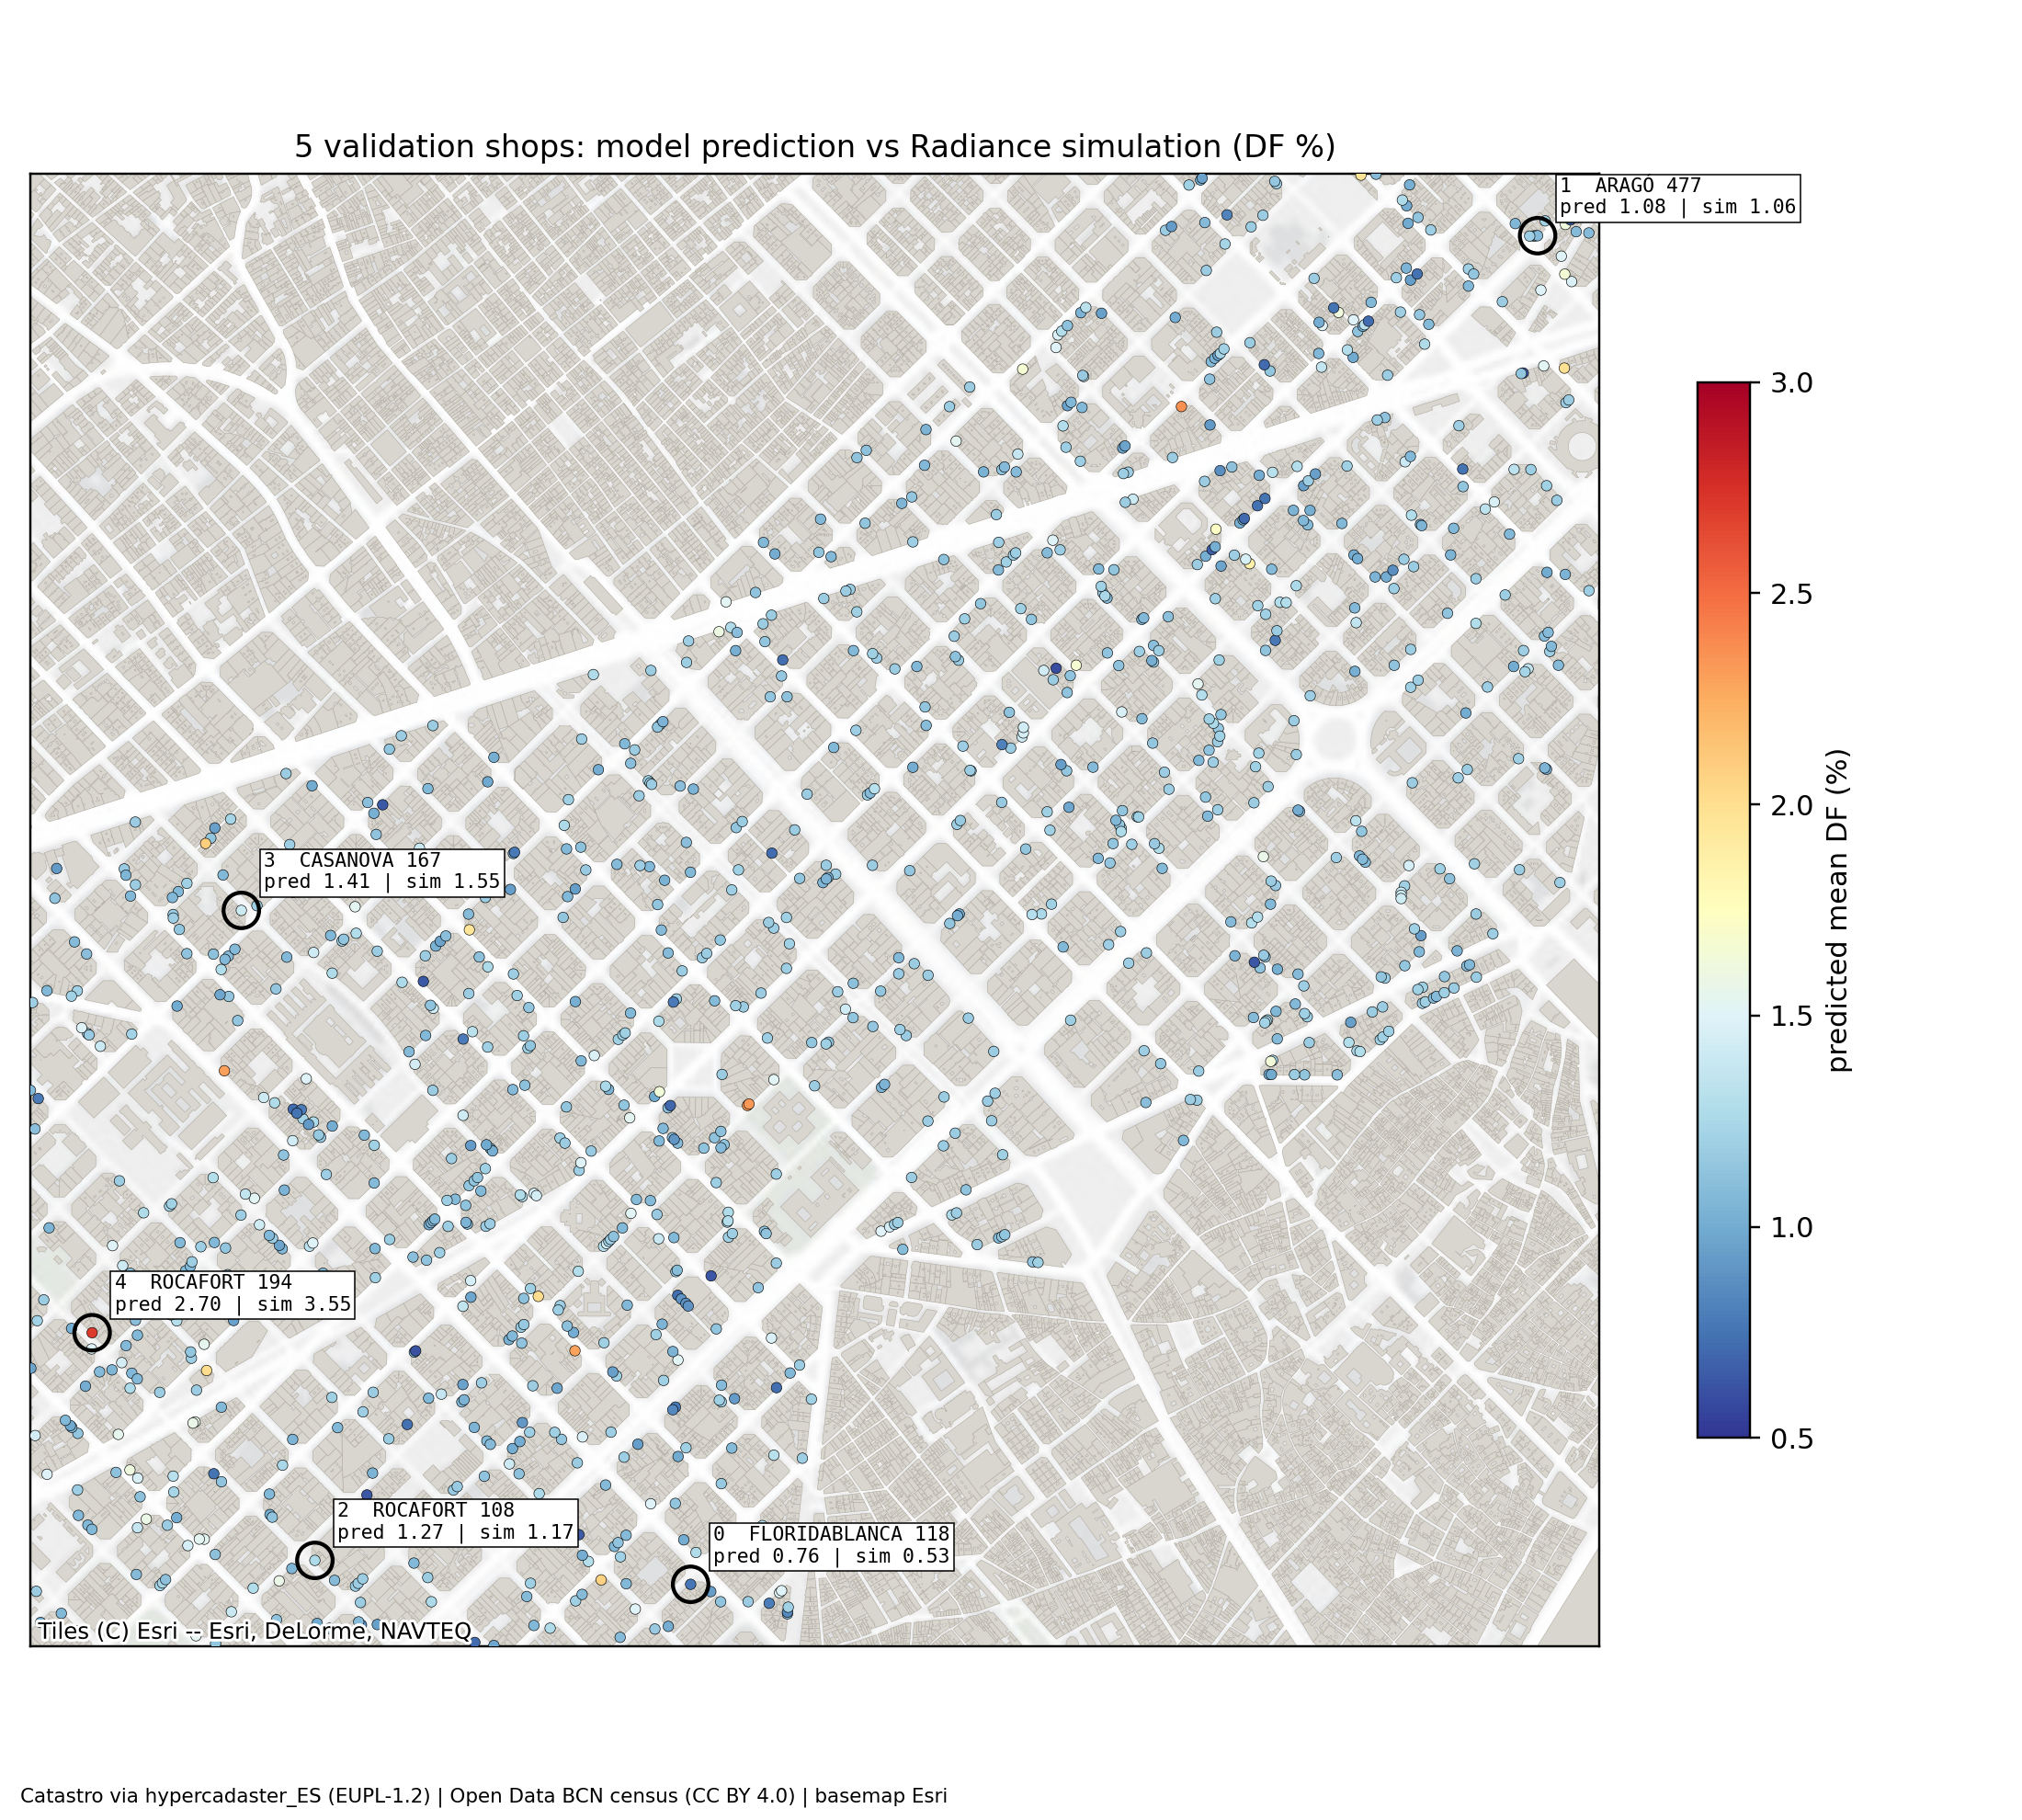 5 validation shops: model prediction vs Radiance simulation (DF %)
1  ARAGÓ 477
pred 1.08 | sim 1.06
3  CASANOVA 167
pred 1.41 | sim 1.55
4  ROCAFORT 194
pred 2.70 | sim 3.55
2  ROCAFORT 108
pred 1.27 | sim 1.17
0  FLORIDABLANCA 118
pred 0.76 | sim 0.53
Tiles (C) Esri -- Esri, DeLorme, NAVTEQ
3.0
2.5
2.0
1.5
1.0
0.5
predicted mean DF (%)
Catastro via hypercadaster_ES (EUPL-1.2) | Open Data BCN census (CC BY 4.0) | basemap Esri